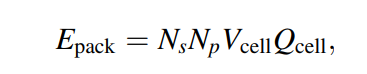 E_pack = N_s N_p V_cell Q_cell,